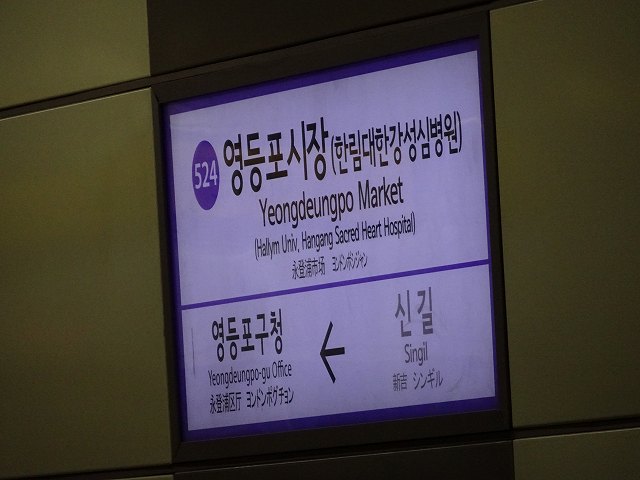 524 영등포시장(한림대한강성심병원)
Yeongdeungpo Market
(Hallym Univ, Hangang Sacred Heart Hospital)
永登浦市场 ヨンドゥンポシジャン
영등포구청 ← 신길
Yeongdeungpo-gu Office Singil
永登浦区厅 ヨンドゥンポグチョン 新吉 シンギル